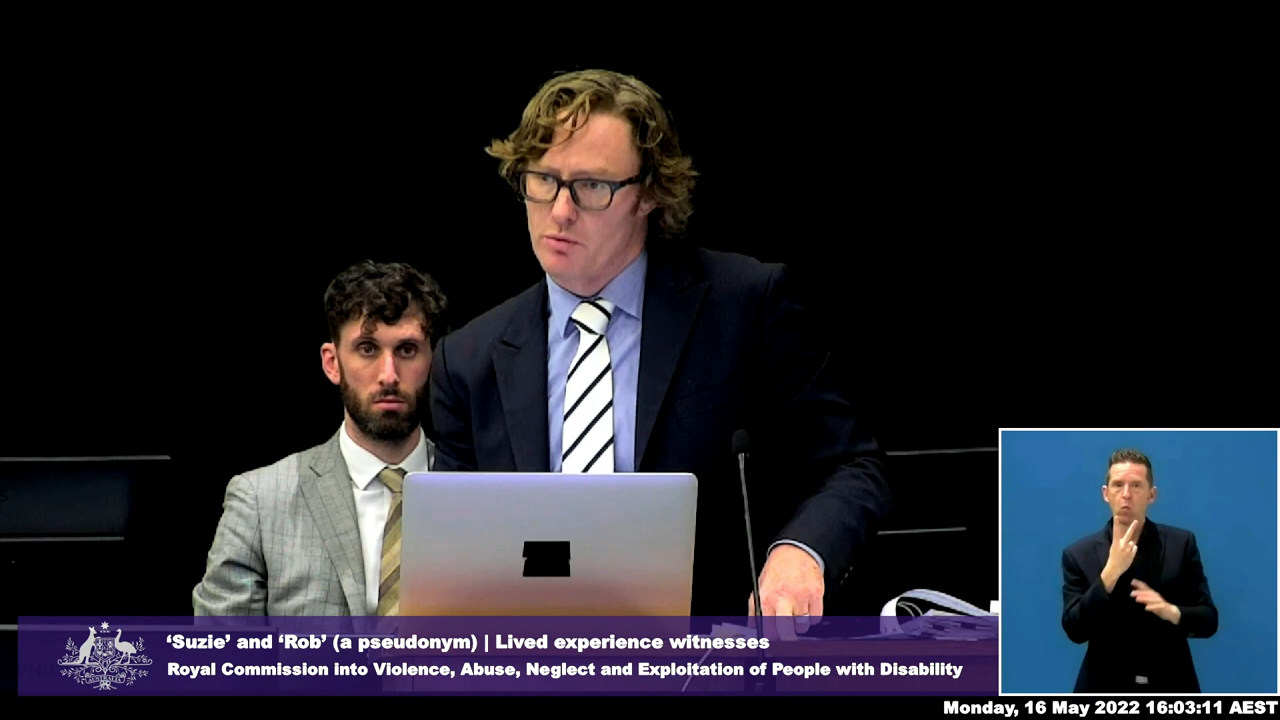 ‘Suzie’ and ‘Rob’ (a pseudonym) | Lived experience witnesses
Royal Commission into Violence, Abuse, Neglect and Exploitation of People with Disability
Monday, 16 May 2022 16:03:11 AEST